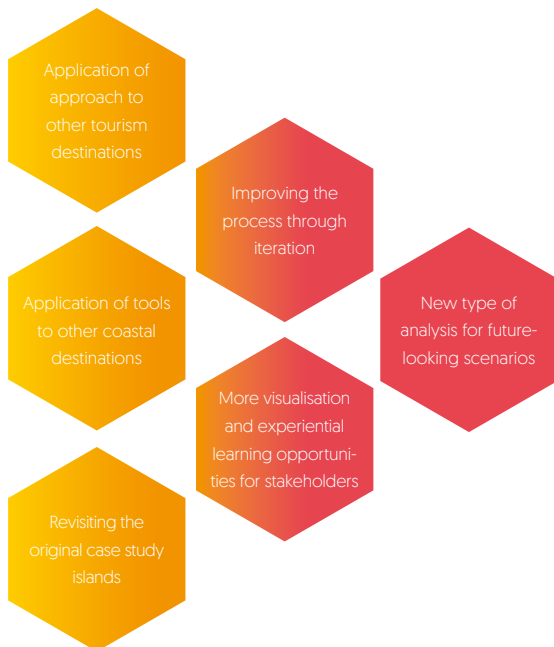 Application of
approach to
other tourism
destinations
Improving the
process through
iteration
Application of tools
to other coastal
destinations
New type of
analysis for future-
looking scenarios
More visualisation
and experiential
learning opportuni-
ties for stakeholders
Revisiting the
original case study
islands